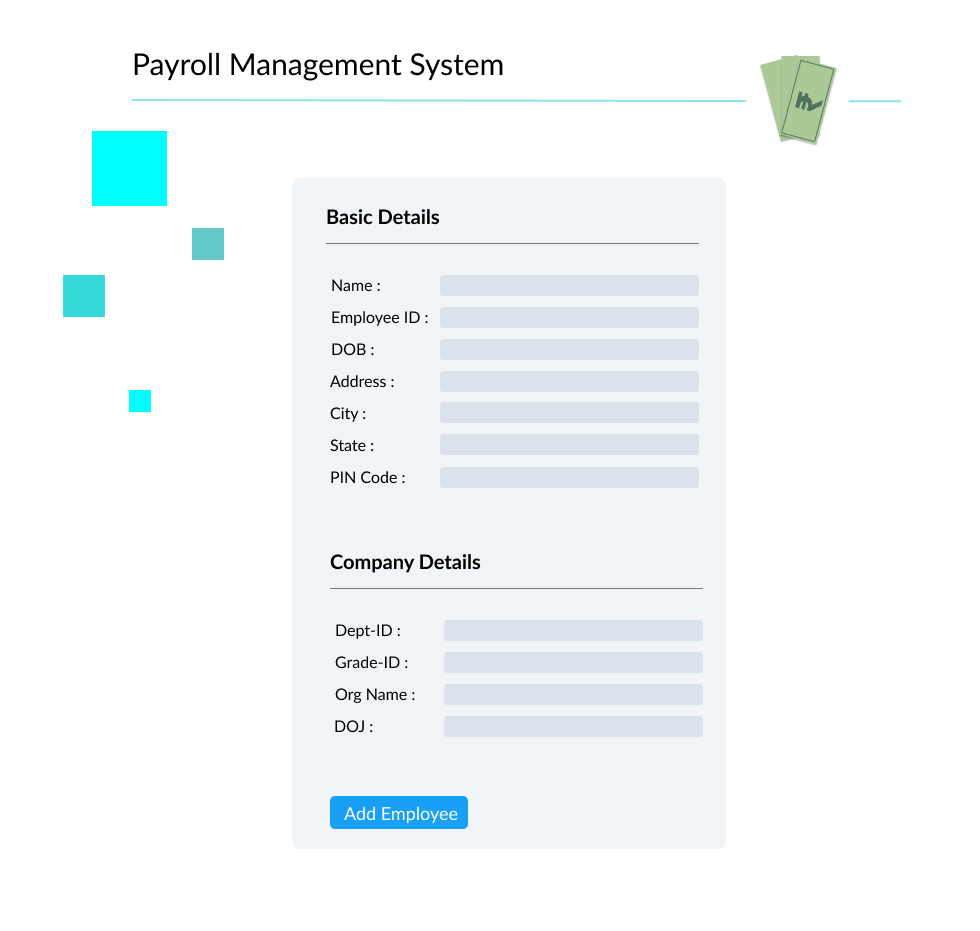 Payroll Management System
Basic Details
Name :
Employee ID :
DOB :
Address :
City :
State :
PIN Code :
Company Details
Dept-ID :
Grade-ID :
Org Name :
DOJ :
Add Employee